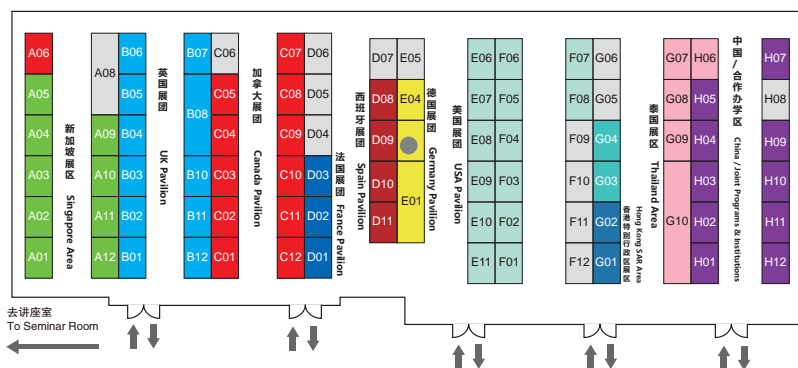 A06
A05
A04
A03
A02
A01
新加坡展区 Singapore Area
A08
A09
A10
A11
A12
B06
B05
B04
B03
B02
B01
英国展团 UK Pavilion
B07
B08
B10
B11
B12
C06
C05
C04
C03
C02
C01
加拿大展团 Canada Pavilion
C07
C08
C09
C10
C11
C12
D06
D05
D04
D03
D02
D01
法国展团 France Pavilion
西班牙展团 Spain Pavilion
D07
D08
D09
D10
D11
E05
E04
E01
德国展团 Germany Pavilion
美国展团 USA Pavilion
E06
E07
E08
E09
E10
E11
F06
F05
F04
F03
F02
F01
F07
F08
F09
F10
F11
F12
G06
G05
G04
G03
G02
G01
香港特别行政区展区 Hong Kong SAR Area
泰国展区 Thailand Area
G07
G08
G09
G10
H06
H05
H04
H03
H02
H01
中国/合作办学区 China /Joint Programs & Institutions
H07
H08
H09
H10
H11
H12
去讲座室
To Seminar Room